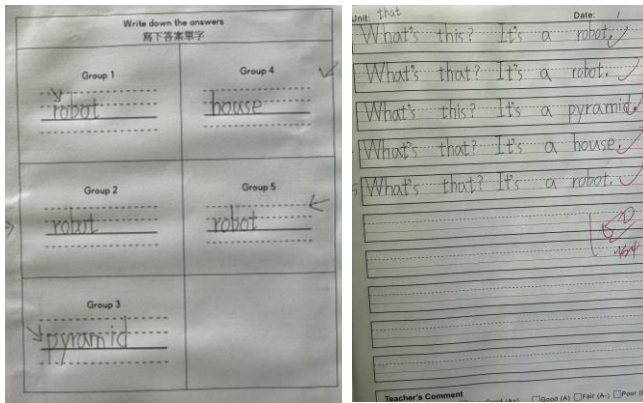 Write down the answers
寫下答案單字
Group 1
robot
Group 4
house
Group 2
robot
Group 5
robot
Group 3
pyramid
Unit: that
Date: /
What's this? It's a robot.
What's that? It's a robot.
What's this? It's a pyramid.
What's that? It's a house.
What's that? It's a robot.
Teacher's Comment
Good (A+) Good (A) Fair (A-) Poor